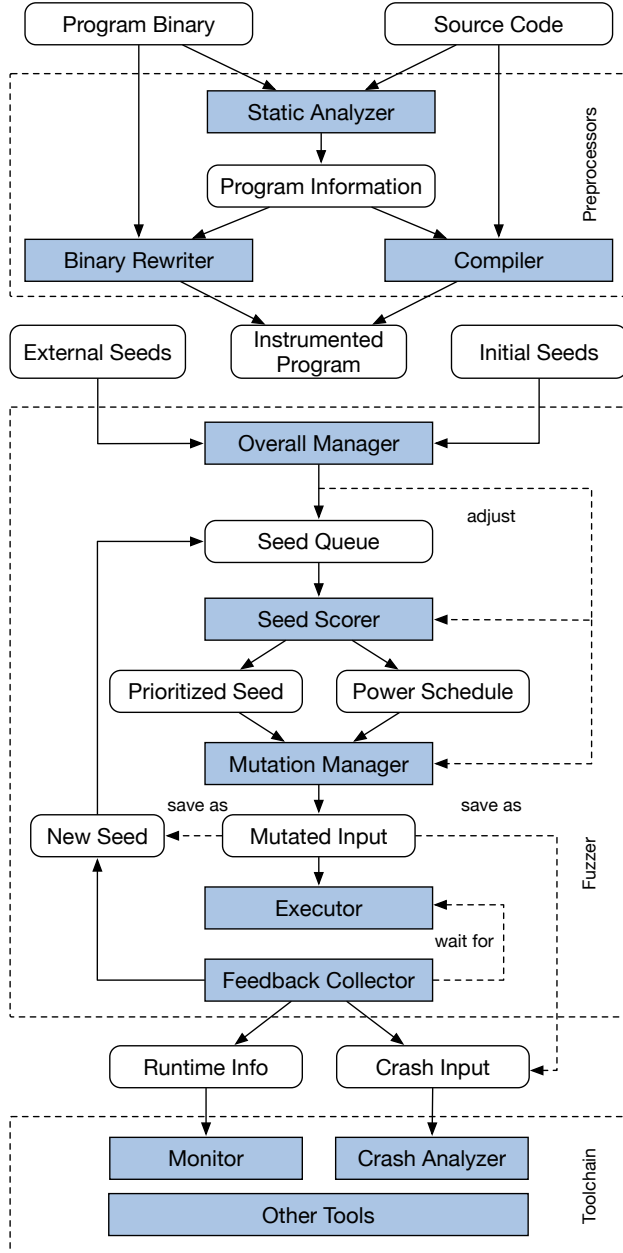 Program Binary
Source Code
Static Analyzer
Preprocessors
Program Information
Binary Rewriter
Compiler
External Seeds
Instrumented
Program
Initial Seeds
Overall Manager
adjust
Seed Queue
Seed Scorer
Prioritized Seed
Power Schedule
Mutation Manager
save as
save as
New Seed
Mutated Input
Fuzzer
Executor
wait for
Feedback Collector
Runtime Info
Crash Input
Monitor
Crash Analyzer
Toolchain
Other Tools